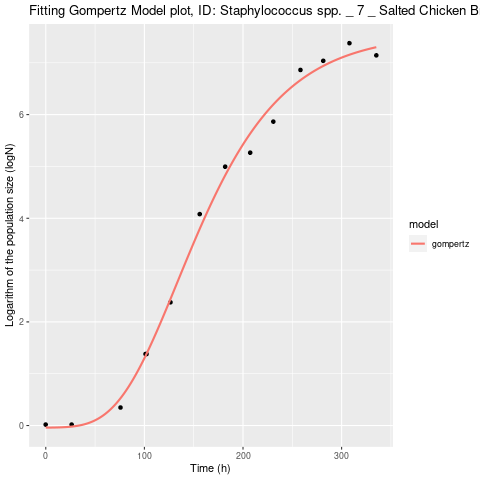 Fitting Gompertz Model plot, ID: Staphylococcus spp. _ 7 _ Salted Chicken B
Logarithm of the population size (logN)
6
4
2
0
0 100 200 300
Time (h)
model
gompertz